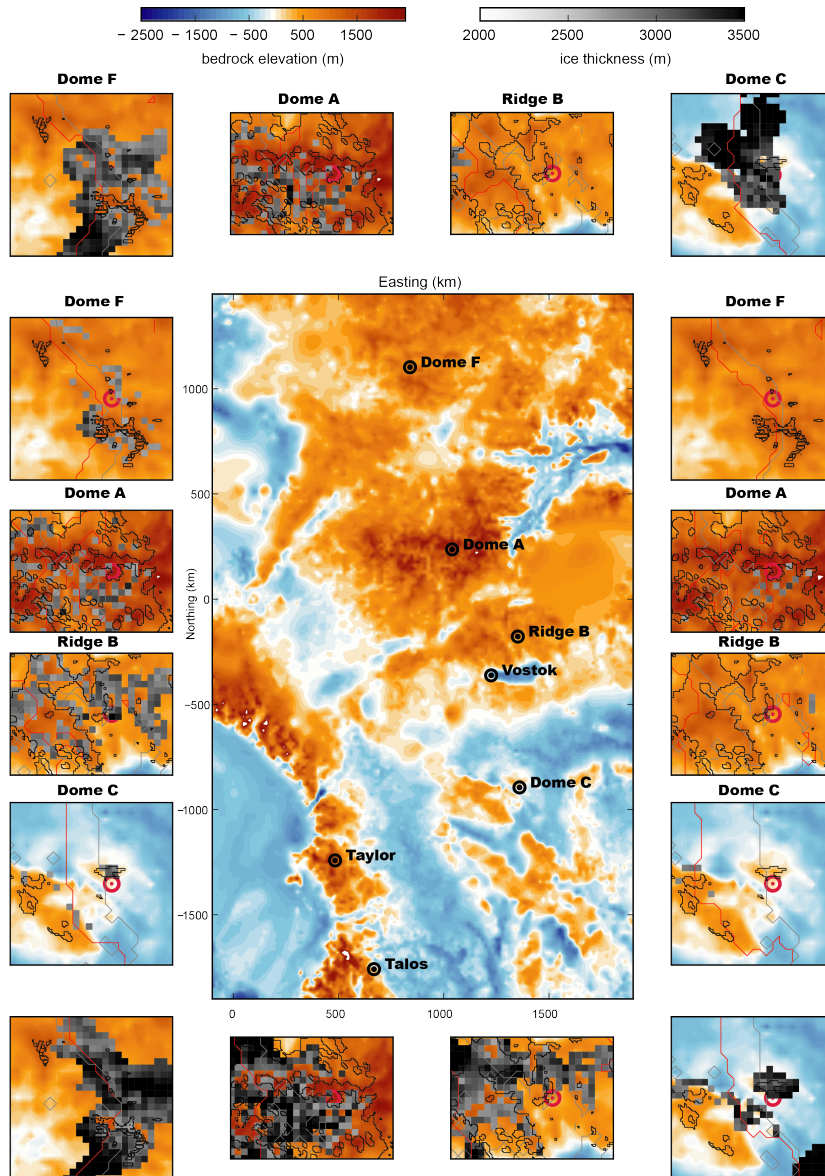 − 2500 − 1500 −500 500 1500
bedrock elevation (m)
2000 2500 3000 3500
ice thickness (m)
Dome F
Dome A
Ridge B
Dome C
Easting (km)
Dome F
Dome A
Ridge B
Dome C
Northing (km)
1000
500
0
−500
−1000
−1500
0 500 1000 1500
Dome F
Dome A
Ridge B
Vostok
Dome C
Taylor
Talos
Dome F
Dome A
Ridge B
Dome C